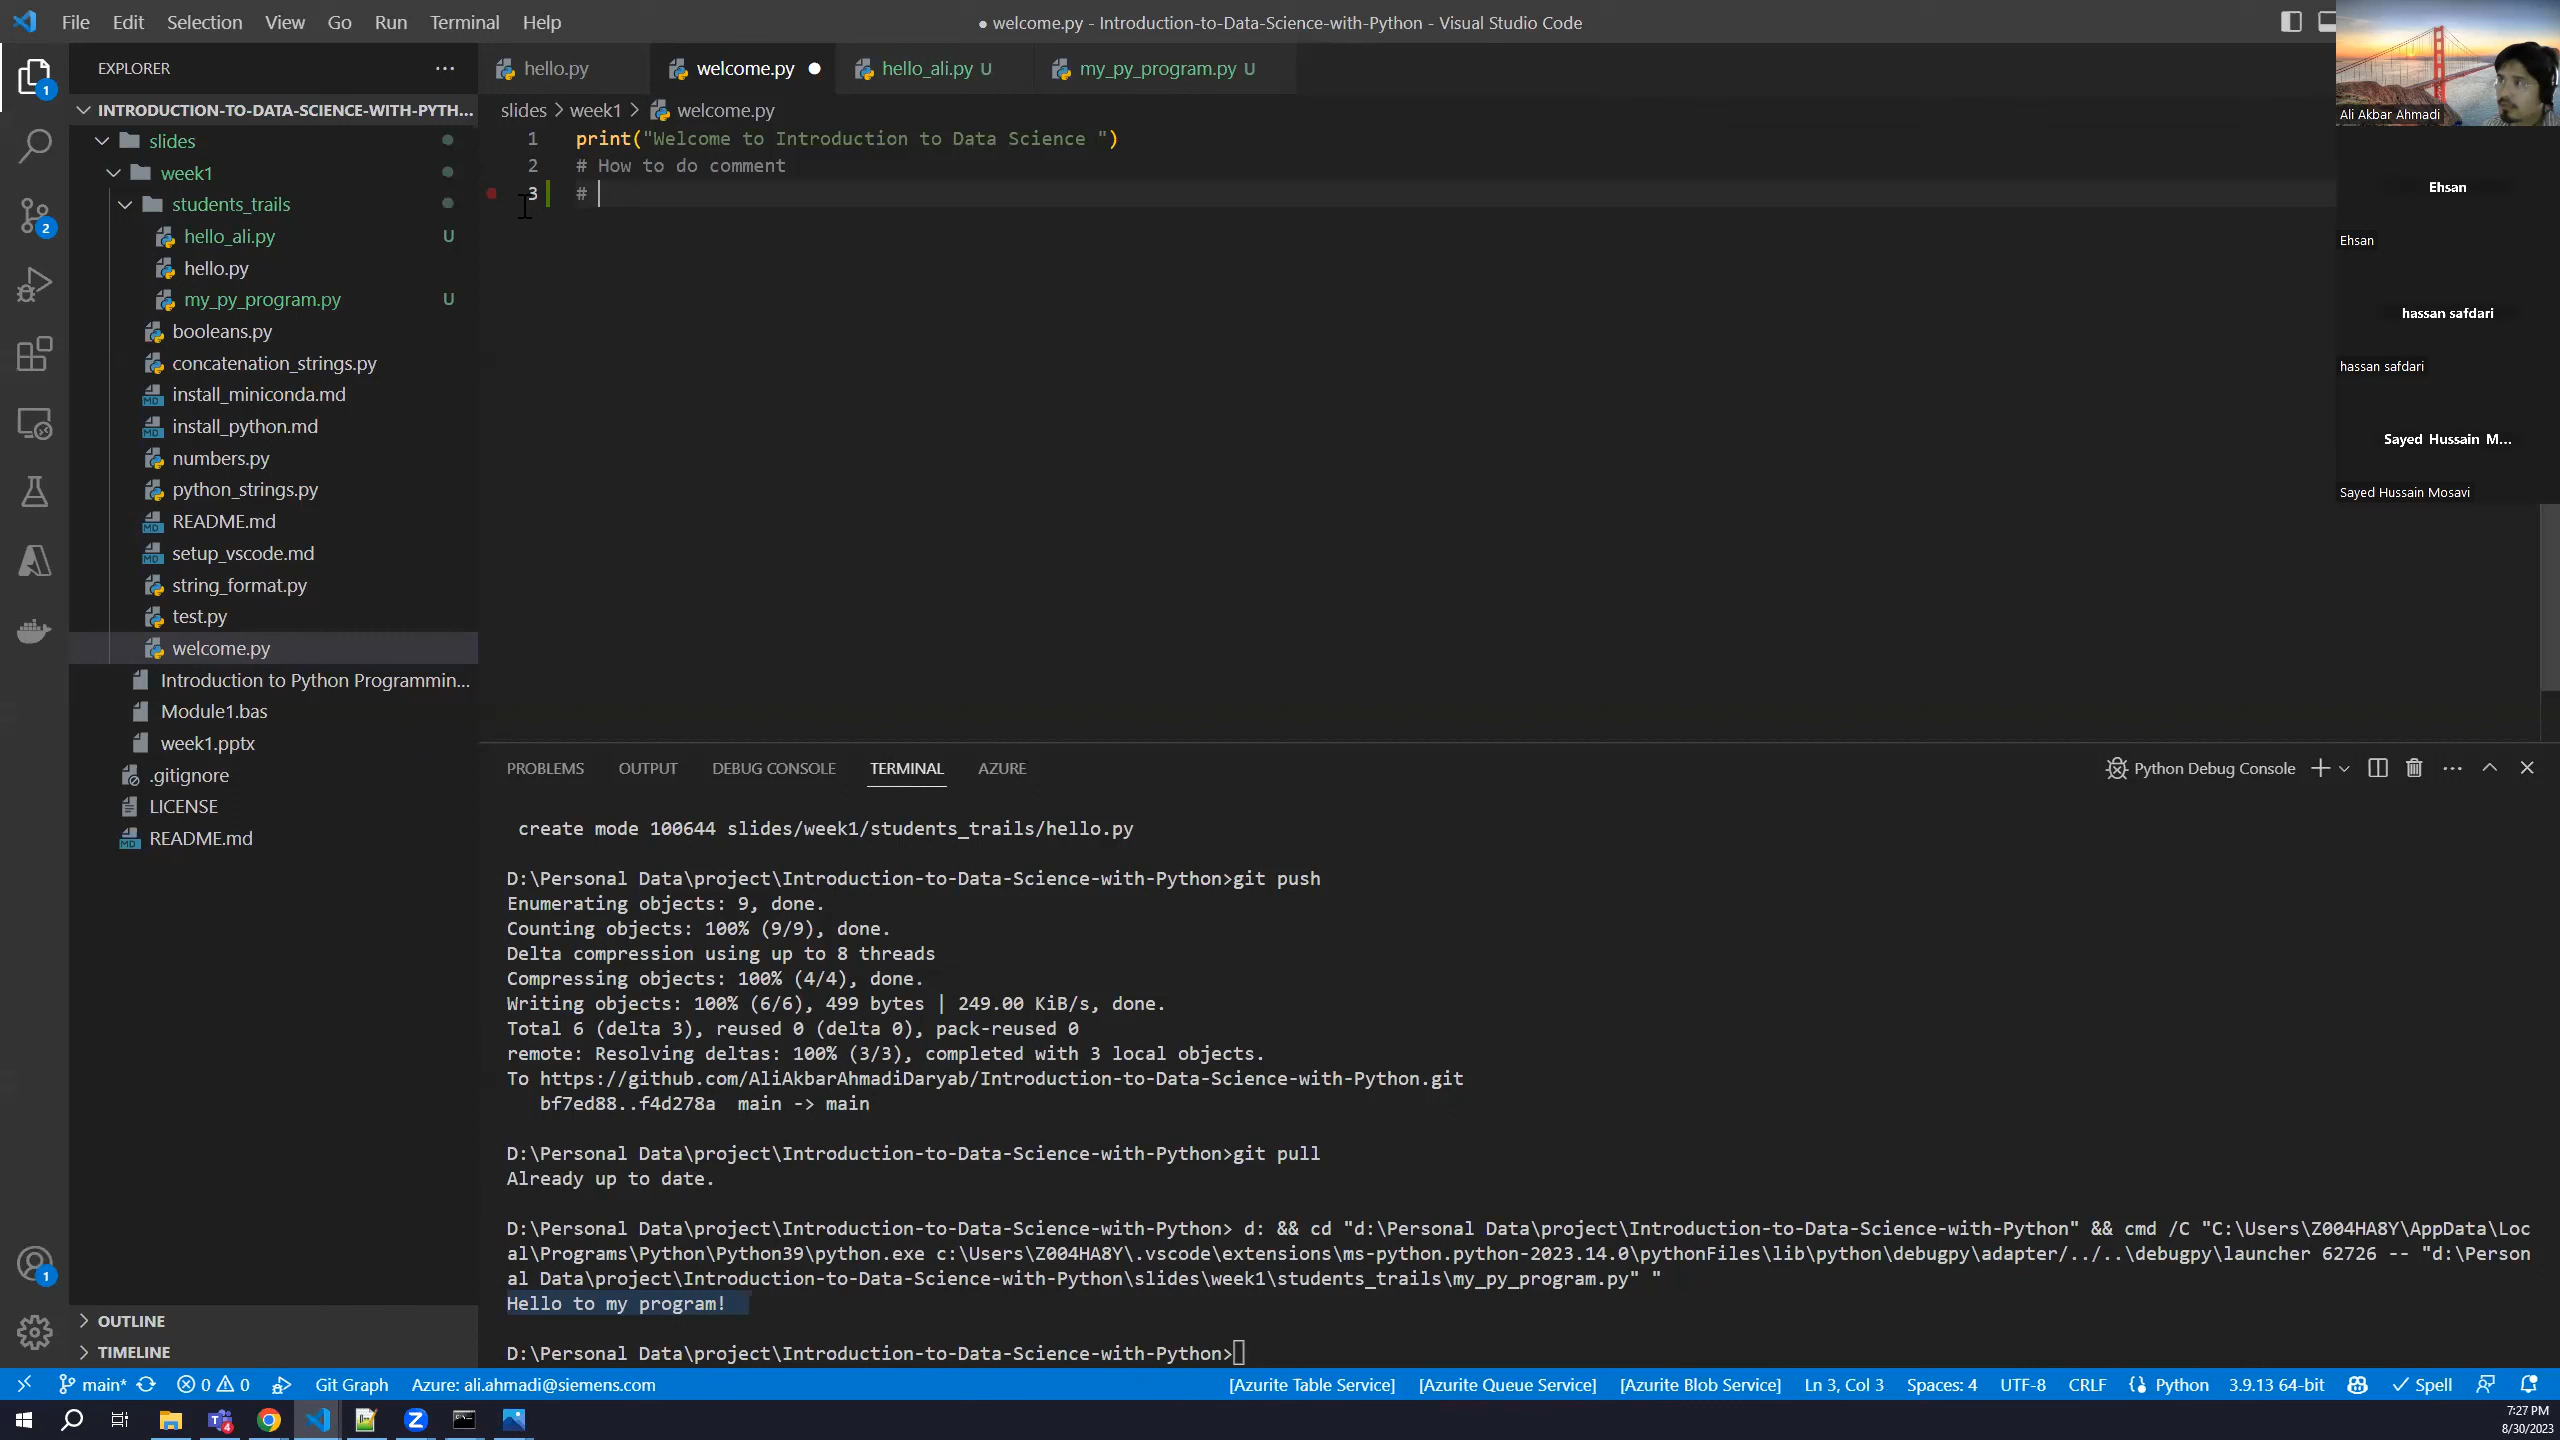 File Edit Selection View Go Run Terminal Help
● welcome.py - Introduction-to-Data-Science-with-Python - Visual Studio Code
EXPLORER
INTRODUCTION-TO-DATA-SCIENCE-WITH-PYTH...
slides
week1
students_trails
hello_ali.py U
hello.py
my_py_program.py U
booleans.py
concatenation_strings.py
install_miniconda.md
install_python.md
numbers.py
python_strings.py
README.md
setup_vscode.md
string_format.py
test.py
welcome.py
Introduction to Python Programmin...
Module1.bas
week1.pptx
.gitignore
LICENSE
README.md
OUTLINE
TIMELINE
1
2
1
hello.py welcome.py ● hello_ali.py U my_py_program.py U
slides > week1 > welcome.py
1 print("Welcome to Introduction to Data Science ")
2 # How to do comment
3 #
Ali Akbar Ahmadi
Ehsan
Ehsan
hassan safdari
hassan safdari
Sayed Hussain M...
Sayed Hussain Mosavi
PROBLEMS OUTPUT DEBUG CONSOLE TERMINAL AZURE
Python Debug Console
create mode 100644 slides/week1/students_trails/hello.py
D:\Personal Data\project\Introduction-to-Data-Science-with-Python>git push
Enumerating objects: 9, done.
Counting objects: 100% (9/9), done.
Delta compression using up to 8 threads
Compressing objects: 100% (4/4), done.
Writing objects: 100% (6/6), 499 bytes | 249.00 KiB/s, done.
Total 6 (delta 3), reused 0 (delta 0), pack-reused 0
remote: Resolving deltas: 100% (3/3), completed with 3 local objects.
To https://github.com/AliAkbarAhmadiDaryab/Introduction-to-Data-Science-with-Python.git
bf7ed88..f4d278a main -> main
D:\Personal Data\project\Introduction-to-Data-Science-with-Python>git pull
Already up to date.
D:\Personal Data\project\Introduction-to-Data-Science-with-Python> d: && cd "d:\Personal Data\project\Introduction-to-Data-Science-with-Python" && cmd /C "C:\Users\Z004HA8Y\AppData\Loc
al\Programs\Python\Python39\python.exe c:\Users\Z004HA8Y\.vscode\extensions\ms-python.python-2023.14.0\pythonFiles\lib\python\debugpy\adapter/../..\debugpy\launcher 62726 -- "d:\Person
al Data\project\Introduction-to-Data-Science-with-Python\slides\week1\students_trails\my_py_program.py" "
Hello to my program!
D:\Personal Data\project\Introduction-to-Data-Science-with-Python>
main* 0 0 Git Graph Azure: ali.ahmadi@siemens.com [Azurite Table Service] [Azurite Queue Service] [Azurite Blob Service] Ln 3, Col 3 Spaces: 4 UTF-8 CRLF Python 3.9.13 64-bit Spell
4
7:27 PM
8/30/2023